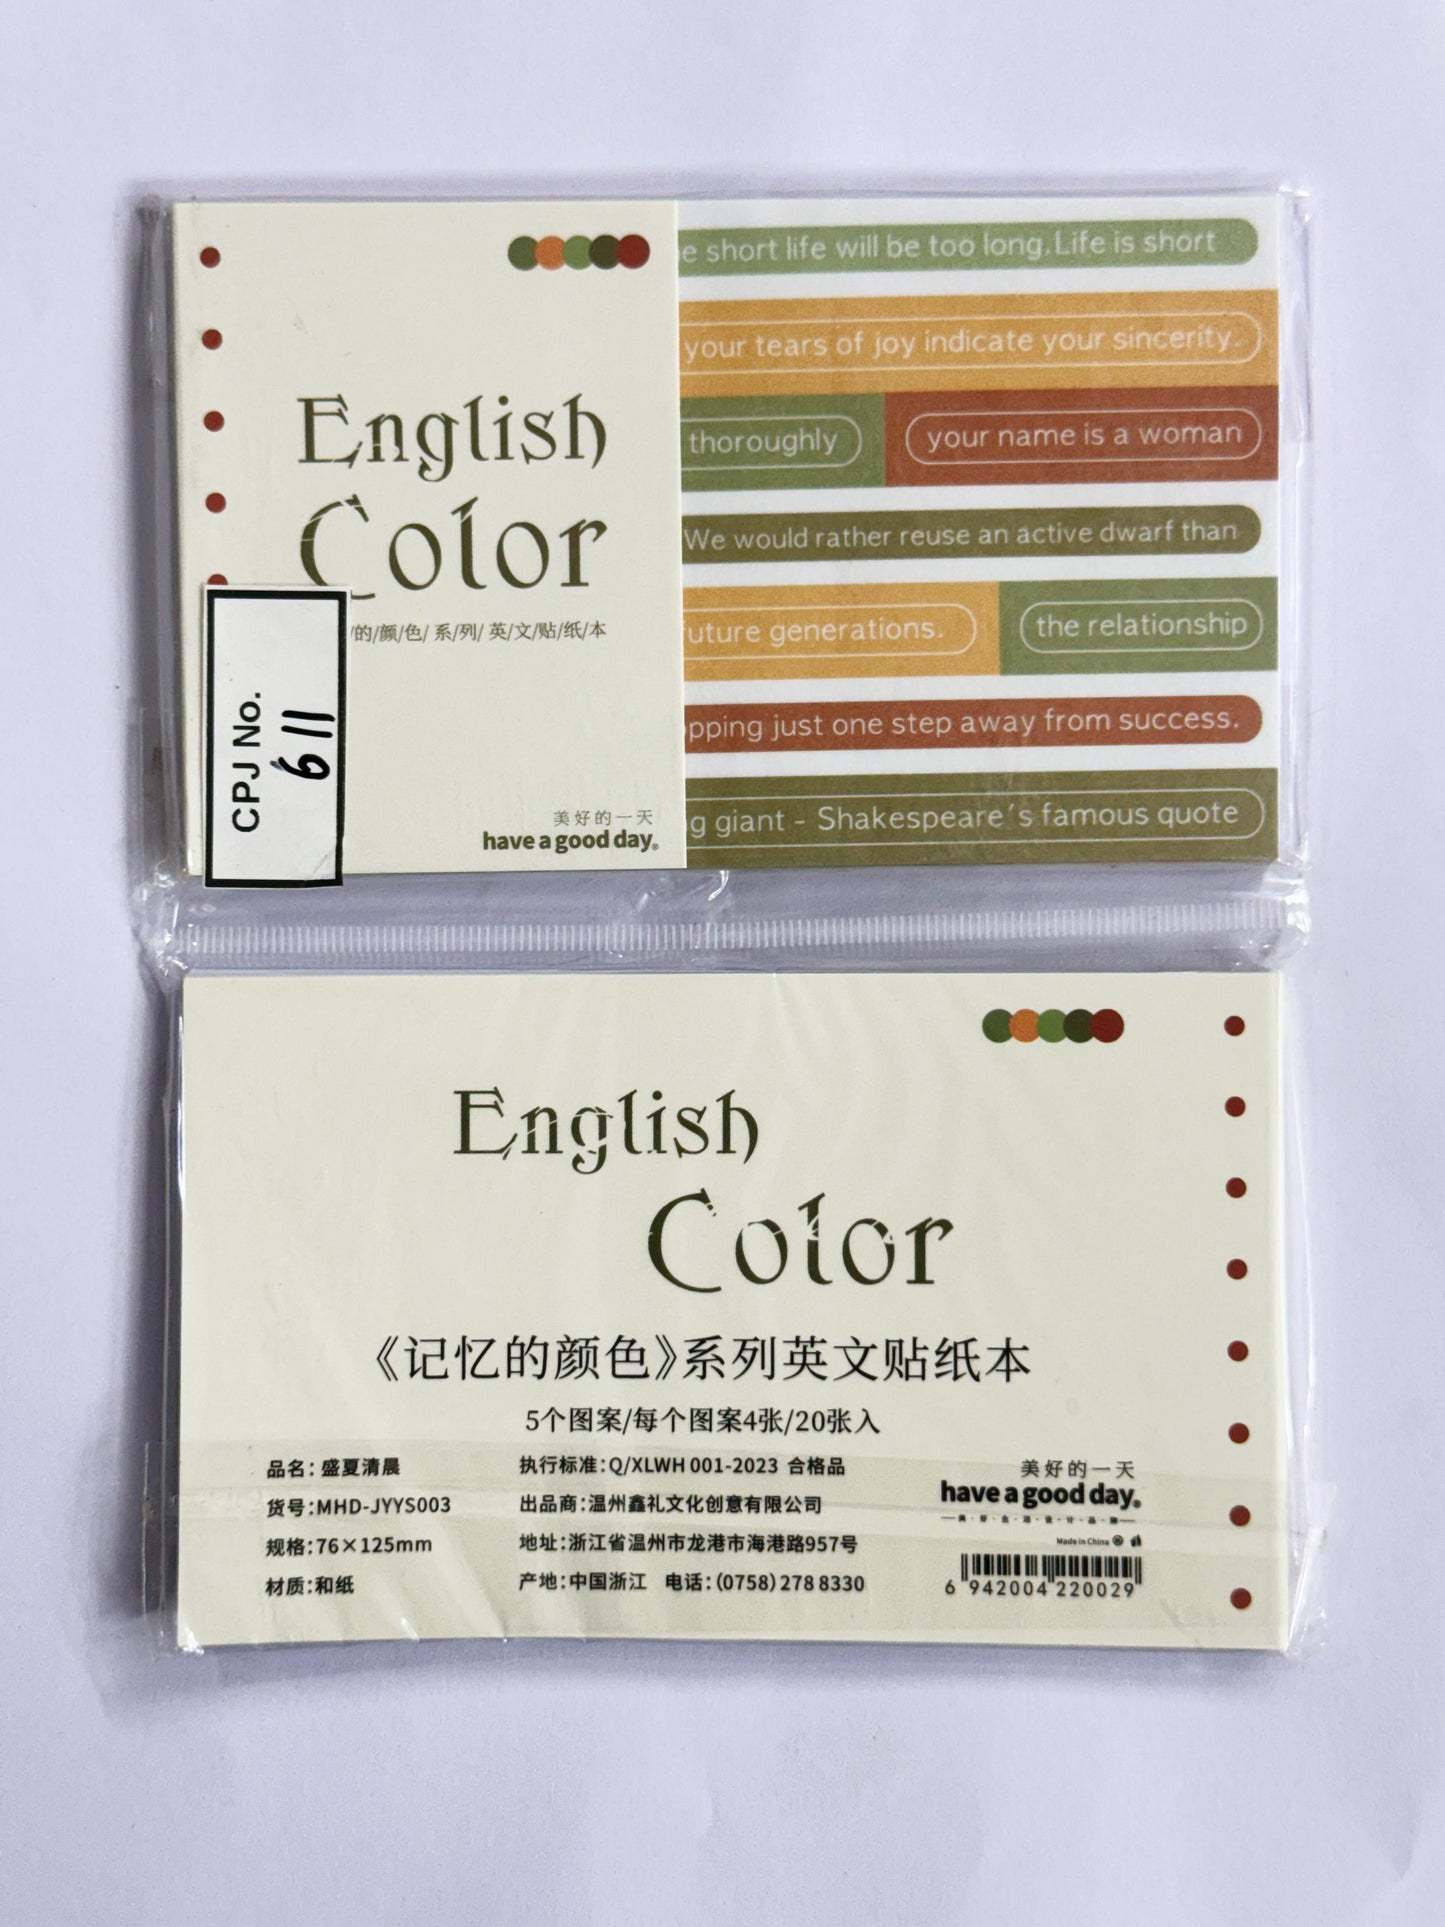 e short life will be too long.Life is short
your tears of joy indicate your sincerity.
thoroughly
your name is a woman
We would rather reuse an active dwarf than
future generations.
the relationship
pping just one step away from success.
g giant - Shakespeare's famous quote
English
Color
/的/颜/色/ 系/列/ 英/文/贴/纸/本
CPJ No.
611
美好的一天
have a good day®
English
Color
《记忆的颜色》系列英文贴纸本
5个图案/每个图案4张/20张入
品名：盛夏清晨
货号：MHD-JYYS003
规格：76×125mm
材质：和纸
执行标准：Q/XLWH 001-2023 合格品
出品商：温州鑫礼文化创意有限公司
地址：浙江省温州市龙港市海港路957号
产地：中国浙江 电话：(0758)278 8330
美好的一天
have a good day®
美·好·生·活·设·计·品·牌
Made in China
6 942004 220029